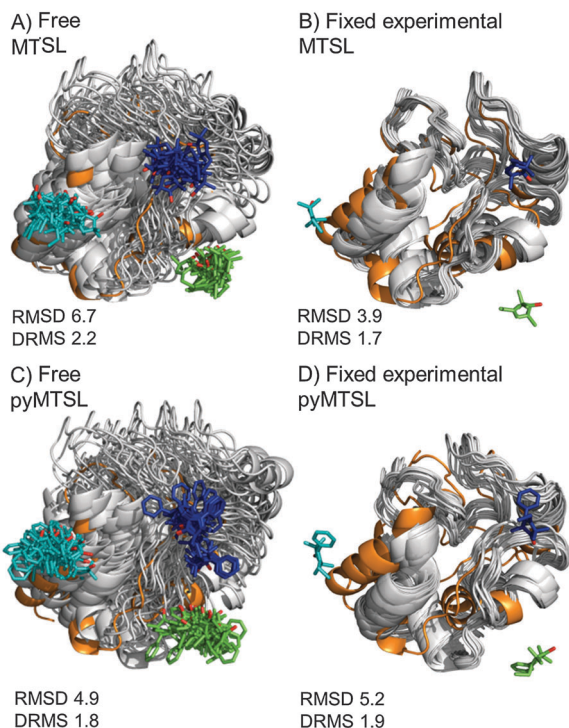 A) Free
MTSL
B) Fixed experimental
MTSL
RMSD 6.7
DRMS 2.2
RMSD 3.9
DRMS 1.7
C) Free
pyMTSL
D) Fixed experimental
pyMTSL
RMSD 4.9
DRMS 1.8
RMSD 5.2
DRMS 1.9